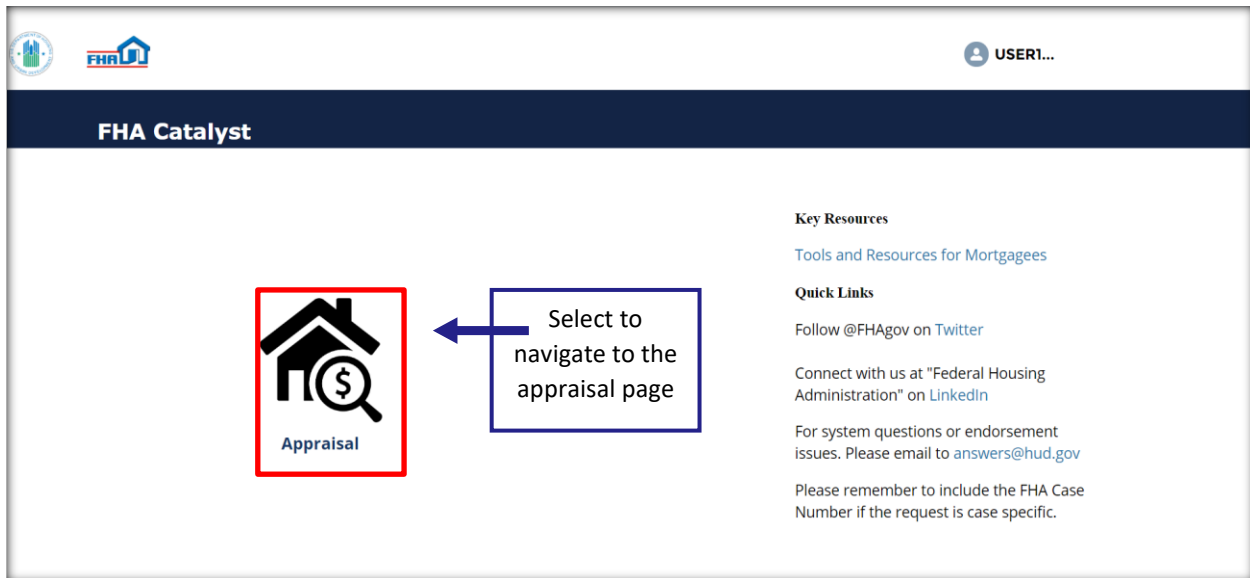 FHA
USER1...
FHA Catalyst
Key Resources
Tools and Resources for Mortgagees
Quick Links
Follow @FHAgov on Twitter
Connect with us at "Federal Housing
Administration" on LinkedIn
For system questions or endorsement
issues. Please email to answers@hud.gov
Please remember to include the FHA Case
Number if the request is case specific.
$
Appraisal
Select to
navigate to the
appraisal page